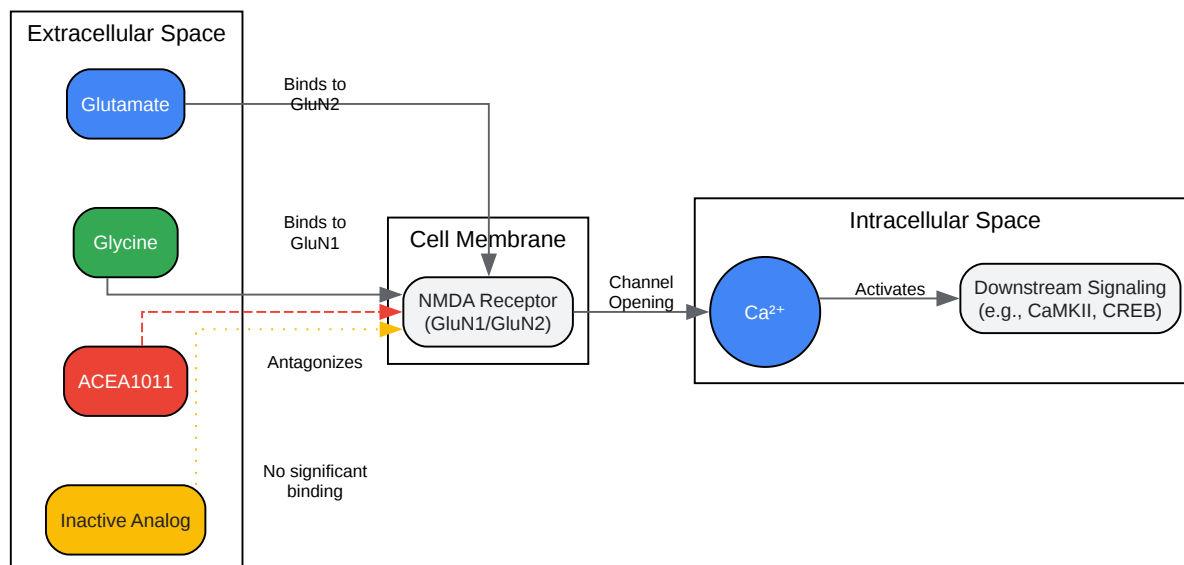 Extracellular Space
Glutamate
Binds to
GluN2
Glycine
Binds to
GluN1
ACEA1011
Antagonizes
Inactive Analog
No significant
binding
Cell Membrane
NMDA Receptor
(GluN1/GluN2)
Channel
Opening
Intracellular Space
Ca²⁺
Activates
Downstream Signaling
(e.g., CaMKII, CREB)